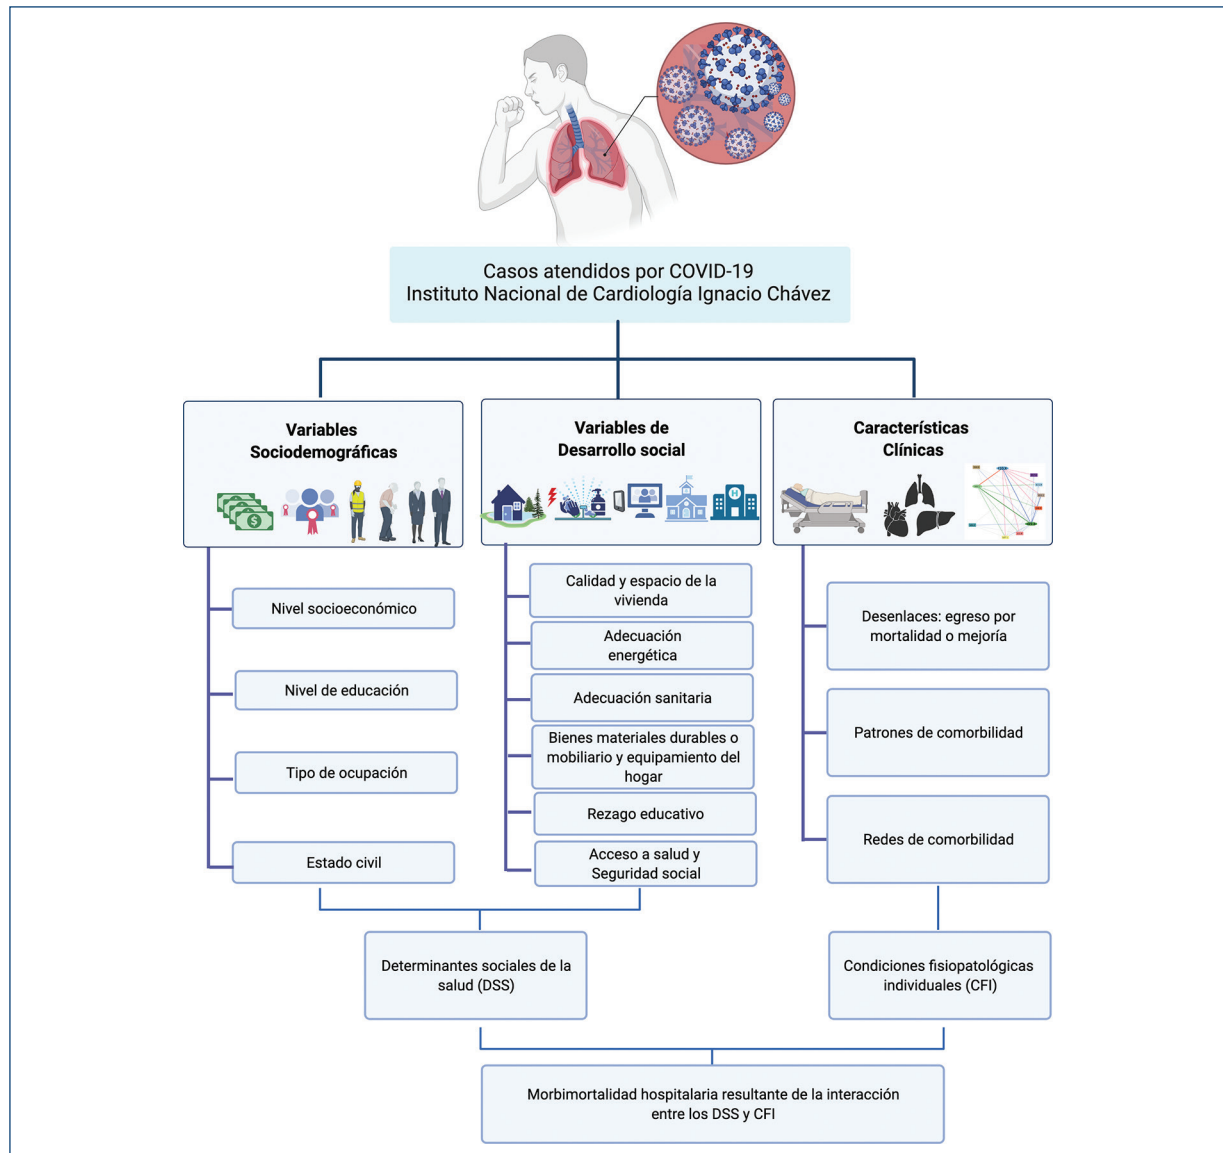 Casos atendidos por COVID-19
Instituto Nacional de Cardiología Ignacio Chávez
Variables
Sociodemográficas
Variables de
Desarrollo social
Características
Clínicas
$
H
Nivel socioeconómico
Nivel de educación
Tipo de ocupación
Estado civil
Calidad y espacio de la
vivienda
Adecuación
energética
Adecuación sanitaria
Bienes materiales durables o
mobiliario y equipamiento del
hogar
Rezago educativo
Acceso a salud y
Seguridad social
Desenlaces: egreso por
mortalidad o mejoría
Patrones de comorbilidad
Redes de comorbilidad
Determinantes sociales de la
salud (DSS)
Condiciones fisiopatológicas
individuales (CFI)
Morbimortalidad hospitalaria resultante de la interacción
entre los DSS y CFI